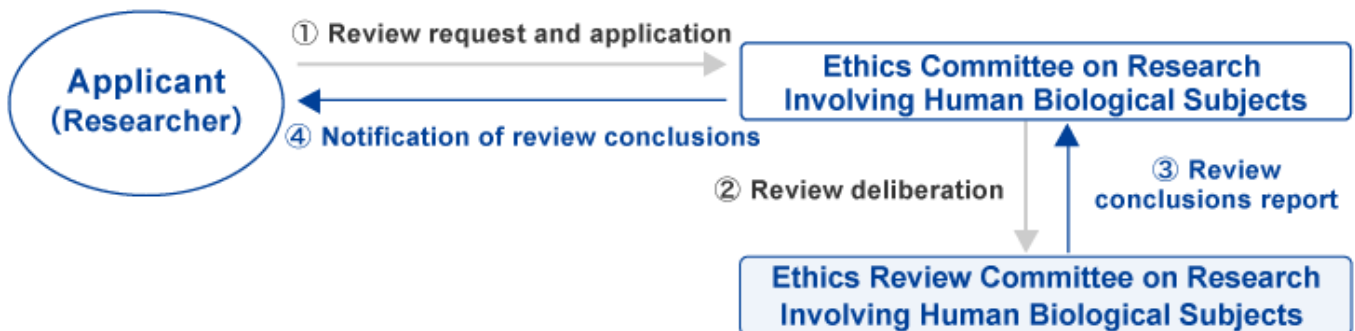 ① Review request and application
Applicant
(Researcher)
Ethics Committee on Research
Involving Human Biological Subjects
④ Notification of review conclusions
② Review deliberation
③ Review
conclusions report
Ethics Review Committee on Research
Involving Human Biological Subjects